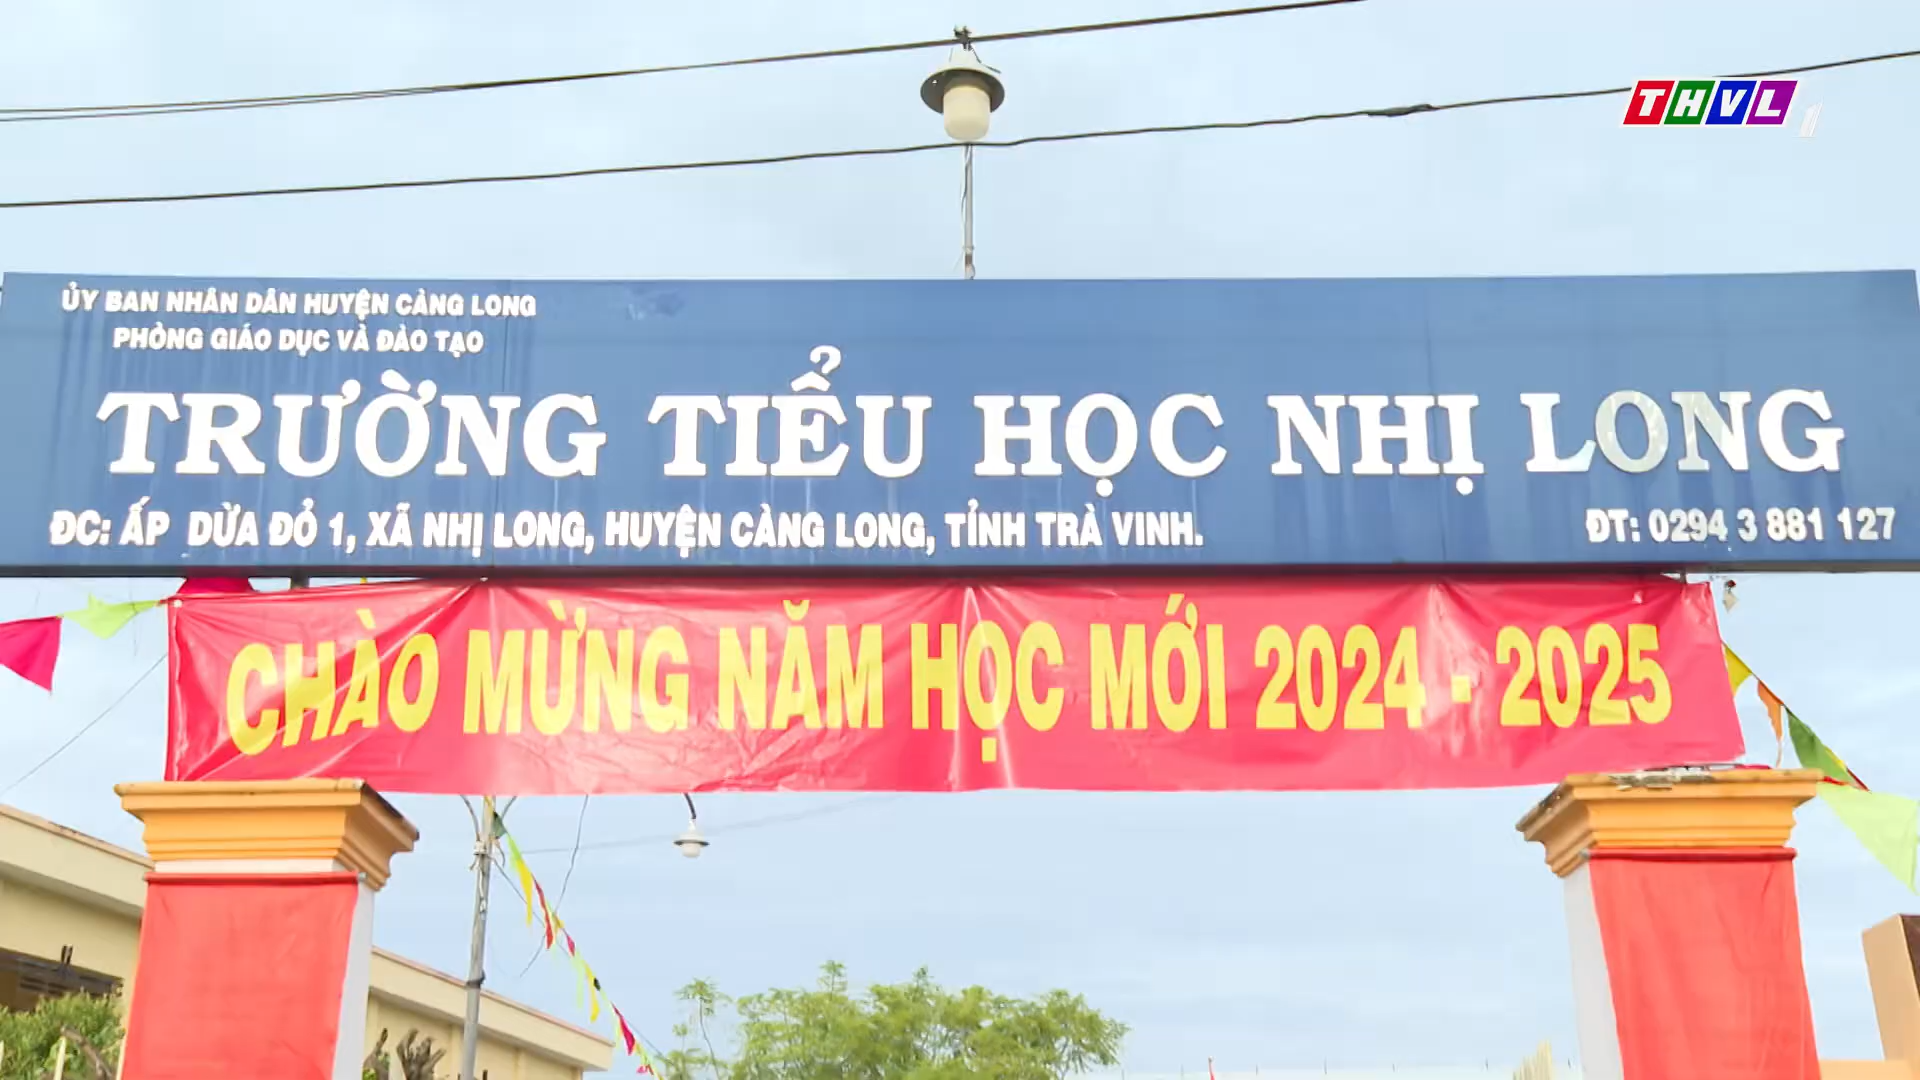 THVL 1
ỦY BAN NHÂN DÂN HUYỆN CÀNG LONG
PHÒNG GIÁO DỤC VÀ ĐÀO TẠO
TRƯỜNG TIỂU HỌC NHỊ LONG
ĐC: ẤP DỪA ĐỎ 1, XÃ NHỊ LONG, HUYỆN CÀNG LONG, TỈNH TRÀ VINH. ĐT: 0294 3 881 127
CHÀO MỪNG NĂM HỌC MỚI 2024 - 2025